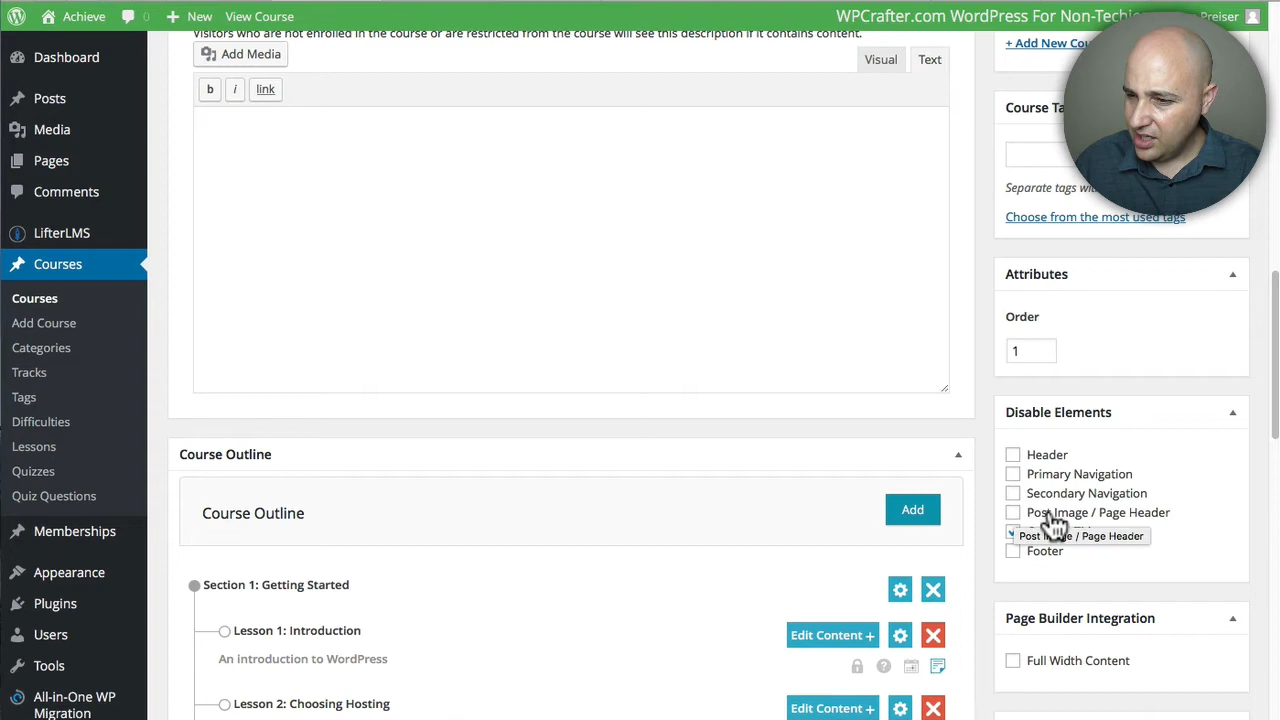 Achieve 0 New View Course WPCrafter.com WordPress For Non-Techi Preiser
Visitors who are not enrolled in the course or are restricted from the course will see this description if it contains content.
Add Media
Visual Text
b i link
Dashboard
Posts
Media
Pages
Comments
LifterLMS
Courses
Courses
Add Course
Categories
Tracks
Tags
Difficulties
Lessons
Quizzes
Quiz Questions
Memberships
Appearance
Plugins
Users
Tools
All-in-One WP
Migration
Course Outline
Course Outline
Add
Section 1: Getting Started
Lesson 1: Introduction
Edit Content +
An introduction to WordPress
Lesson 2: Choosing Hosting
Edit Content +
+ Add New Cou
Course Ta
Separate tags wit
Choose from the most used tags
Attributes
Order
1
Disable Elements
Header
Primary Navigation
Secondary Navigation
Post Image / Page Header
Post Image / Page Header
Footer
Page Builder Integration
Full Width Content